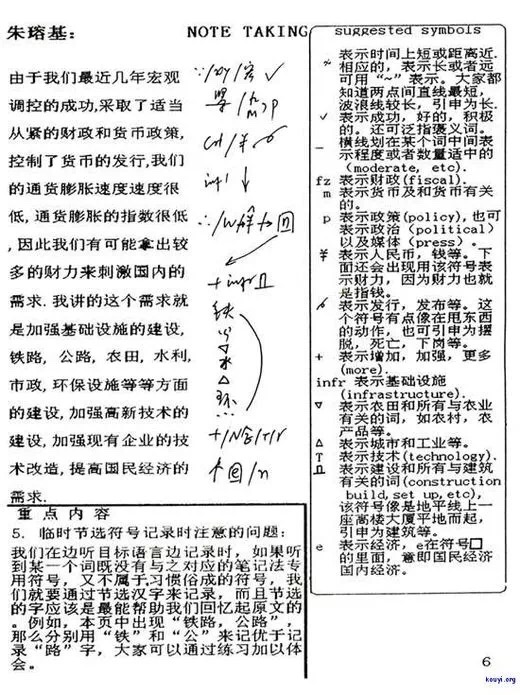 朱瑢基:
NOTE TAKING
suggested symbols
由于我们最近几年宏观
调控的成功,采取了适当
从紧的财政和货币政策,
控制了货币的发行,我们
的通货膨胀速度速度很
低, 通货膨胀的指数很低
, 因此我们有可能拿出较
多的财力来刺激国内的
需求. 我讲的这个需求就
是加强基础设施的建设,
铁路, 公路, 农田, 水利,
市政, 环保设施等等方面
的建设, 加强高新技术的
建设, 加强现有企业的技
术改造, 提高国民经济的
需求.
infr
铁
公
水
环
表示时间上短或距离近.
相应的, 表示长或者远
可用 "~" 表示。大家都
知道两点间直线最短,
波浪线较长, 引申为长.
✓ 表示成功, 好的, 积极
的。还可泛指褒义词。
_ 横线划在某个词中间表
示程度或者数量适中的
(moderate, etc).
fz 表示财政(fiscal).
m 表示货币及和货币有关
的.
p 表示政策(policy), 也可
表示政治 (political)
以及媒体 (press) 。
¥ 表示人民币, 钱等。下
面还会出现用该符号表
示财力, 因为财力也就
是指钱。
表示发行, 发布等。这
个符号有点像在甩东西
的动作, 也可引申为摆
脱, 死亡, 下岗等。
+ 表示增加, 加强, 更多
(more).
infr 表示基础设施
(infrastructure).
▽ 表示农田和所有与农业
有关的词, 如农村, 农
产品等。
△ 表示城市和工业等。
T 表示技术(technology).
表示建设和所有与建筑
有关的词(construction
build, set up, etc),
该符号像是地平线上一
座高楼大厦平地而起,
引申为建筑等。
e 表示经济, e在符号□
的里面, 意即国民经济
国内经济。
重 点 内 容
5. 临时节选符号记录时注意的问题:
我们在边听目标语言边记录时, 如果听
到某一个词既没有与之对应的笔记法专
用符号, 又不属于习惯俗成的符号, 我
们就要通过节选汉字来记录, 而且节选
的字应该是最能帮助我们回忆起原文的
。例如, 本页中出现 "铁路, 公路" ,
那么分别用 "铁" 和 "公" 来记优于记
录 "路" 字, 大家可以通过练习加以体
会。
6
kouyi.org